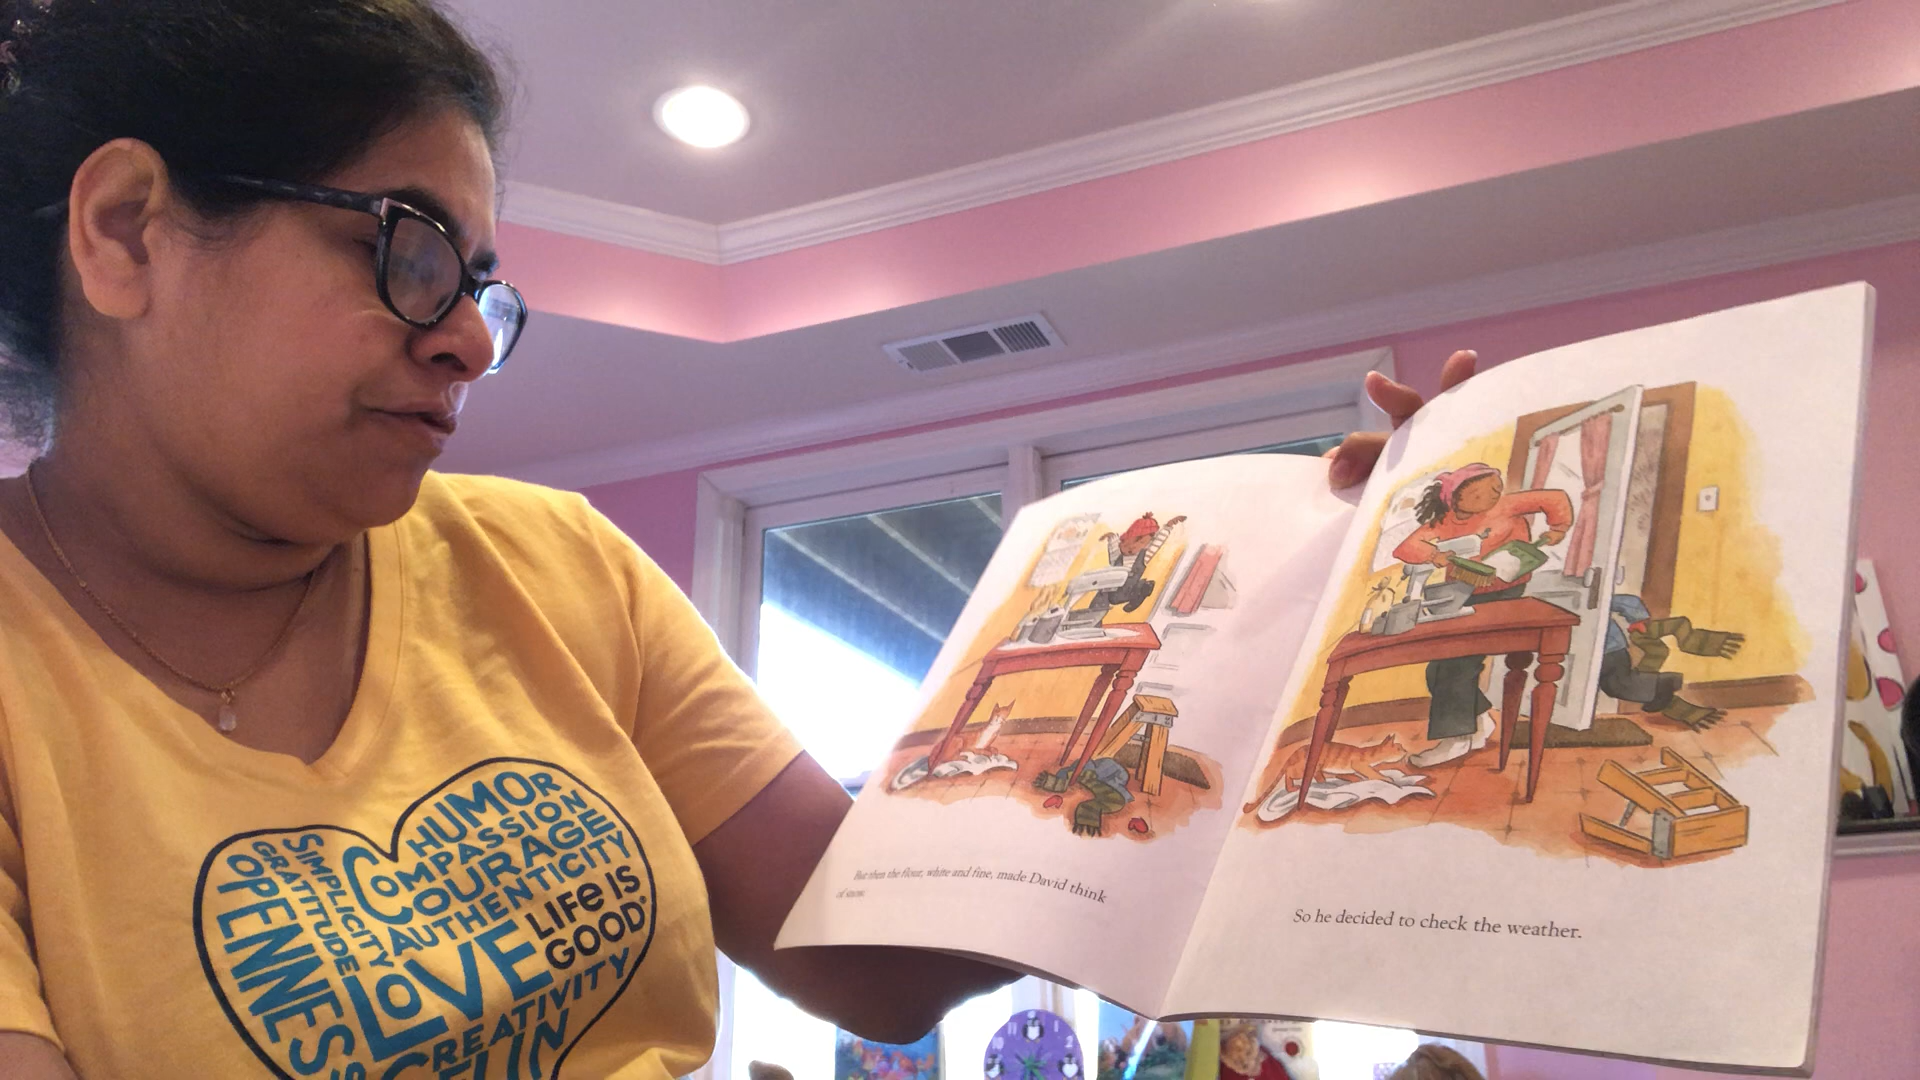 HUMOR
COMPASSION
COURAGE
AUTHENTICITY
SIMPLICITY
GRATITUDE
OPENNESS
LIFE IS
GOOD
LOVE
CREATIVITY
FUN
But then the flour, white and fine, made David think
of snow.
So he decided to check the weather.